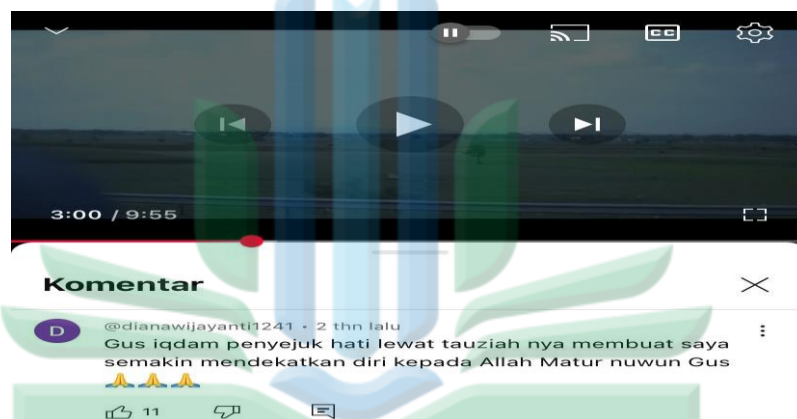 CC
3:00 / 9:55
Komentar
D
@dianawijayanti1241 • 2 thn lalu
Gus iqdam penyejuk hati lewat tauziah nya membuat saya
semakin mendekatkan diri kepada Allah Matur nuwun Gus
🙏🙏🙏
11